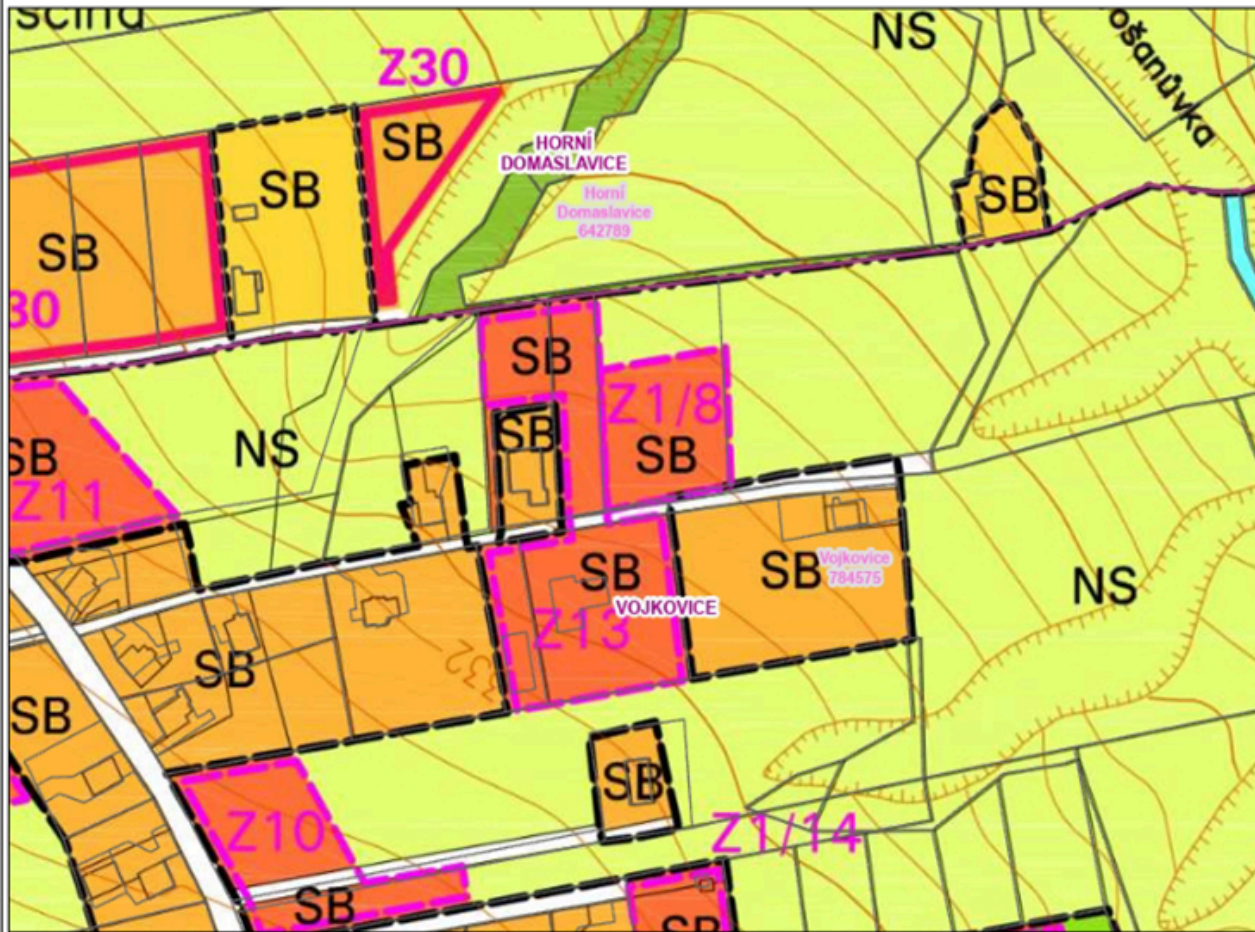 NS
Z30
SB
HORNÍ
DOMASLAVICE
Horní
Domaslavice
642789
SB
SB
SB
30
SB
Z1/8
SB
SB
SB
Z11
NS
SB
SB
Vojkovice
784575
NS
Z13
VOJKOVICE
332
SB
SB
SB
Z10
Z1/14
SB
SB